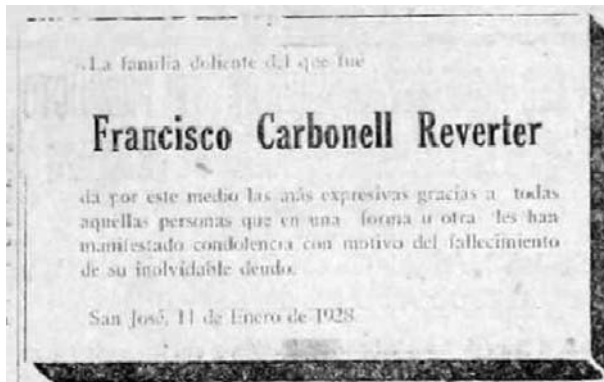 La familia doliente del que fue
Francisco Carbonell Reverter
da por este medio las más expresivas gracias a todas
aquellas personas que en una forma u otra les han
manifestado condolencia con motivo del fallecimiento
de su inolvidable deudo.
San José, 11 de Enero de 1928